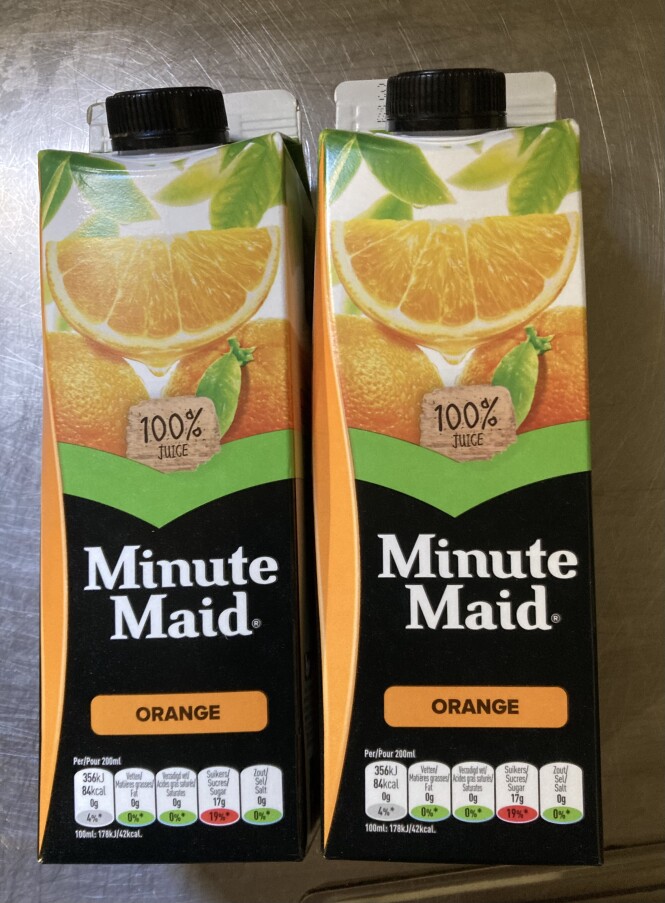 100%
JUICE
Minute
Maid®
ORANGE
Per/Pour 200ml
356kJ
84kcal
0g
4%*
Vetten/
Matières grasses/
Fat
0g
0%*
Verzadigd vet/
Acides gras saturés/
Saturates
0g
0%*
Suikers/
Sucres/
Sugar
17g
19%*
Zout/
Sel/
Salt
0g
0%*
100ml: 178kJ/42kcal.
100%
JUICE
Minute
Maid®
ORANGE
Per/Pour 200ml
356kJ
84kcal
0g
4%*
Vetten/
Matières grasses/
Fat
0g
0%*
Verzadigd vet/
Acides gras saturés/
Saturates
0g
0%*
Suikers/
Sucres/
Sugar
17g
19%*
Zout/
Sel/
Salt
0g
0%*
100ml: 178kJ/42kcal.